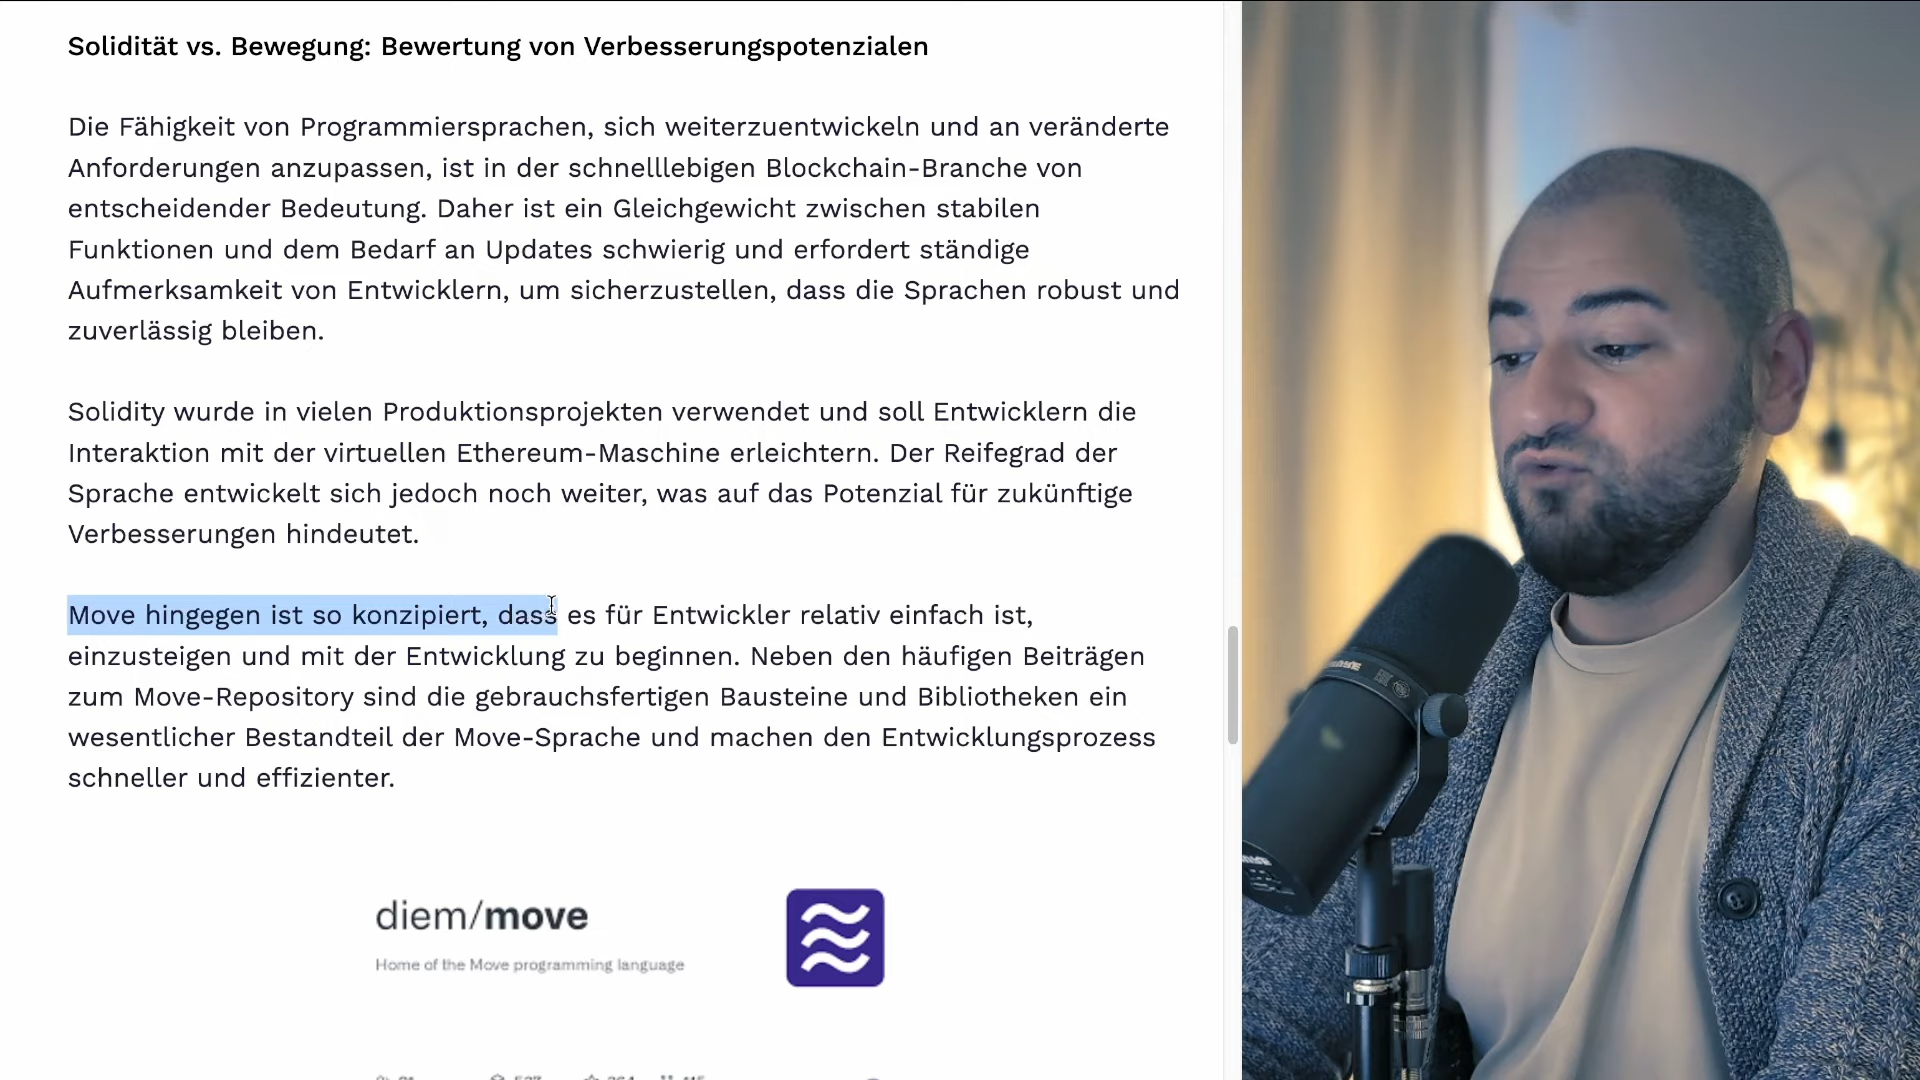 Solidität vs. Bewegung: Bewertung von Verbesserungspotenzialen
Die Fähigkeit von Programmiersprachen, sich weiterzuentwickeln und an veränderte
Anforderungen anzupassen, ist in der schnelllebigen Blockchain-Branche von
entscheidender Bedeutung. Daher ist ein Gleichgewicht zwischen stabilen
Funktionen und dem Bedarf an Updates schwierig und erfordert ständige
Aufmerksamkeit von Entwicklern, um sicherzustellen, dass die Sprachen robust und
zuverlässig bleiben.
Solidity wurde in vielen Produktionsprojekten verwendet und soll Entwicklern die
Interaktion mit der virtuellen Ethereum-Maschine erleichtern. Der Reifegrad der
Sprache entwickelt sich jedoch noch weiter, was auf das Potenzial für zukünftige
Verbesserungen hindeutet.
Move hingegen ist so konzipiert, dass es für Entwickler relativ einfach ist,
einzusteigen und mit der Entwicklung zu beginnen. Neben den häufigen Beiträgen
zum Move-Repository sind die gebrauchsfertigen Bausteine und Bibliotheken ein
wesentlicher Bestandteil der Move-Sprache und machen den Entwicklungsprozess
schneller und effizienter.
diem/move
Home of the Move programming language